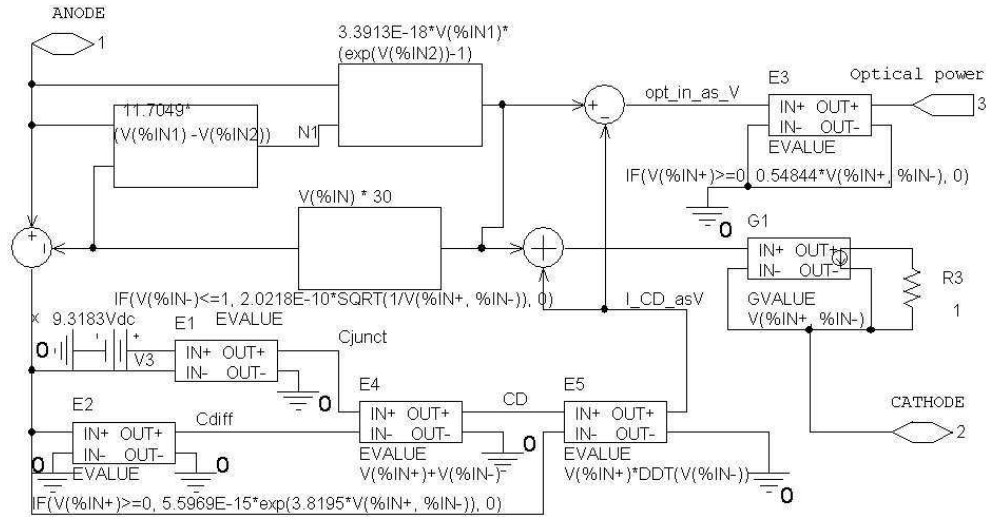 ANODE
1
3.3913E-18*V(%IN1)*
(exp(V(%IN2))-1)
11.7049*
(V(%IN1) -V(%IN2))
N1
+
-
opt_in_as_V
E3
IN+ OUT+
IN- OUT-
EVALUE
Optical power
3
IF(V(%IN+)>=0, 0.54844*V(%IN+, %IN-), 0)
0
V(%IN) * 30
+
-
G1
IN+ OUT+
IN- OUT-
GVALUE
V(%IN+, %IN-)
R3
1
IF(V(%IN-)<=1, 2.0218E-10*SQRT(1/V(%IN+, %IN-)), 0)
I_CD_asV
x
9.3183Vdc
0
- +
V3
E1
EVALUE
IN+ OUT+
IN- OUT-
Cjunct
0
E2
IN+ OUT+
IN- OUT-
EVALUE
0
Cdiff
0
E4
IN+ OUT+
IN- OUT-
EVALUE
V(%IN+)+V(%IN-)
CD
0
E5
IN+ OUT+
IN- OUT-
EVALUE
V(%IN+)*DDT(V(%IN-))
0
CATHODE
2
IF(V(%IN+)>=0, 5.5969E-15*exp(3.8195*V(%IN+, %IN-)), 0)